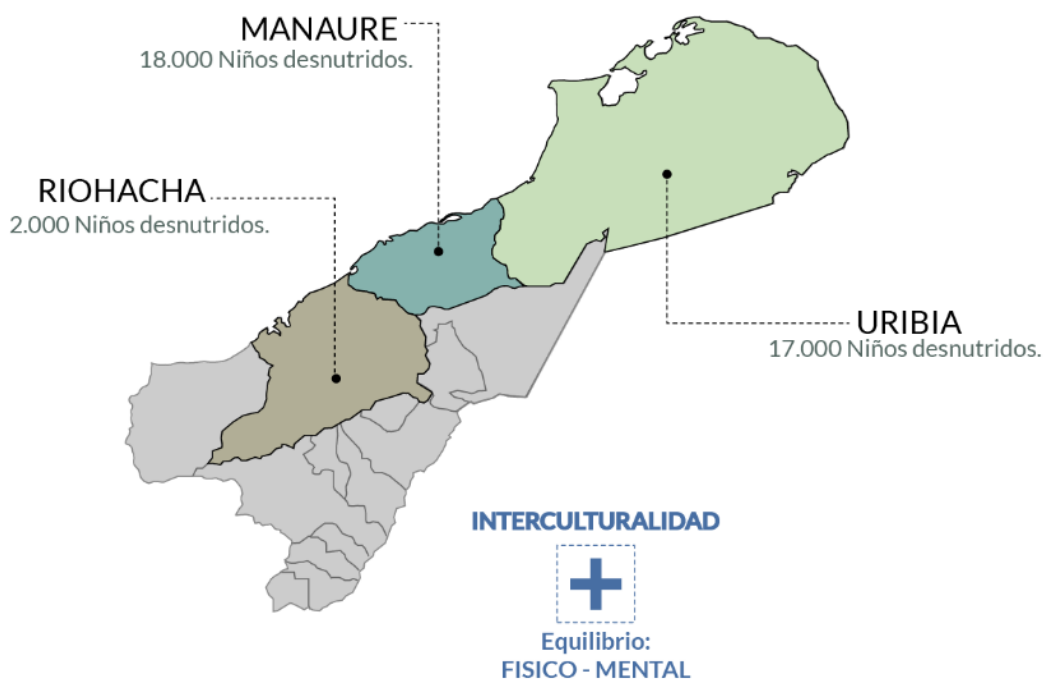 MANAURE
18.000 Niños desnutridos.
RIOHACHA
2.000 Niños desnutridos.
URIBIA
17.000 Niños desnutridos.
INTERCULTURALIDAD
Equilibrio:
FISICO - MENTAL